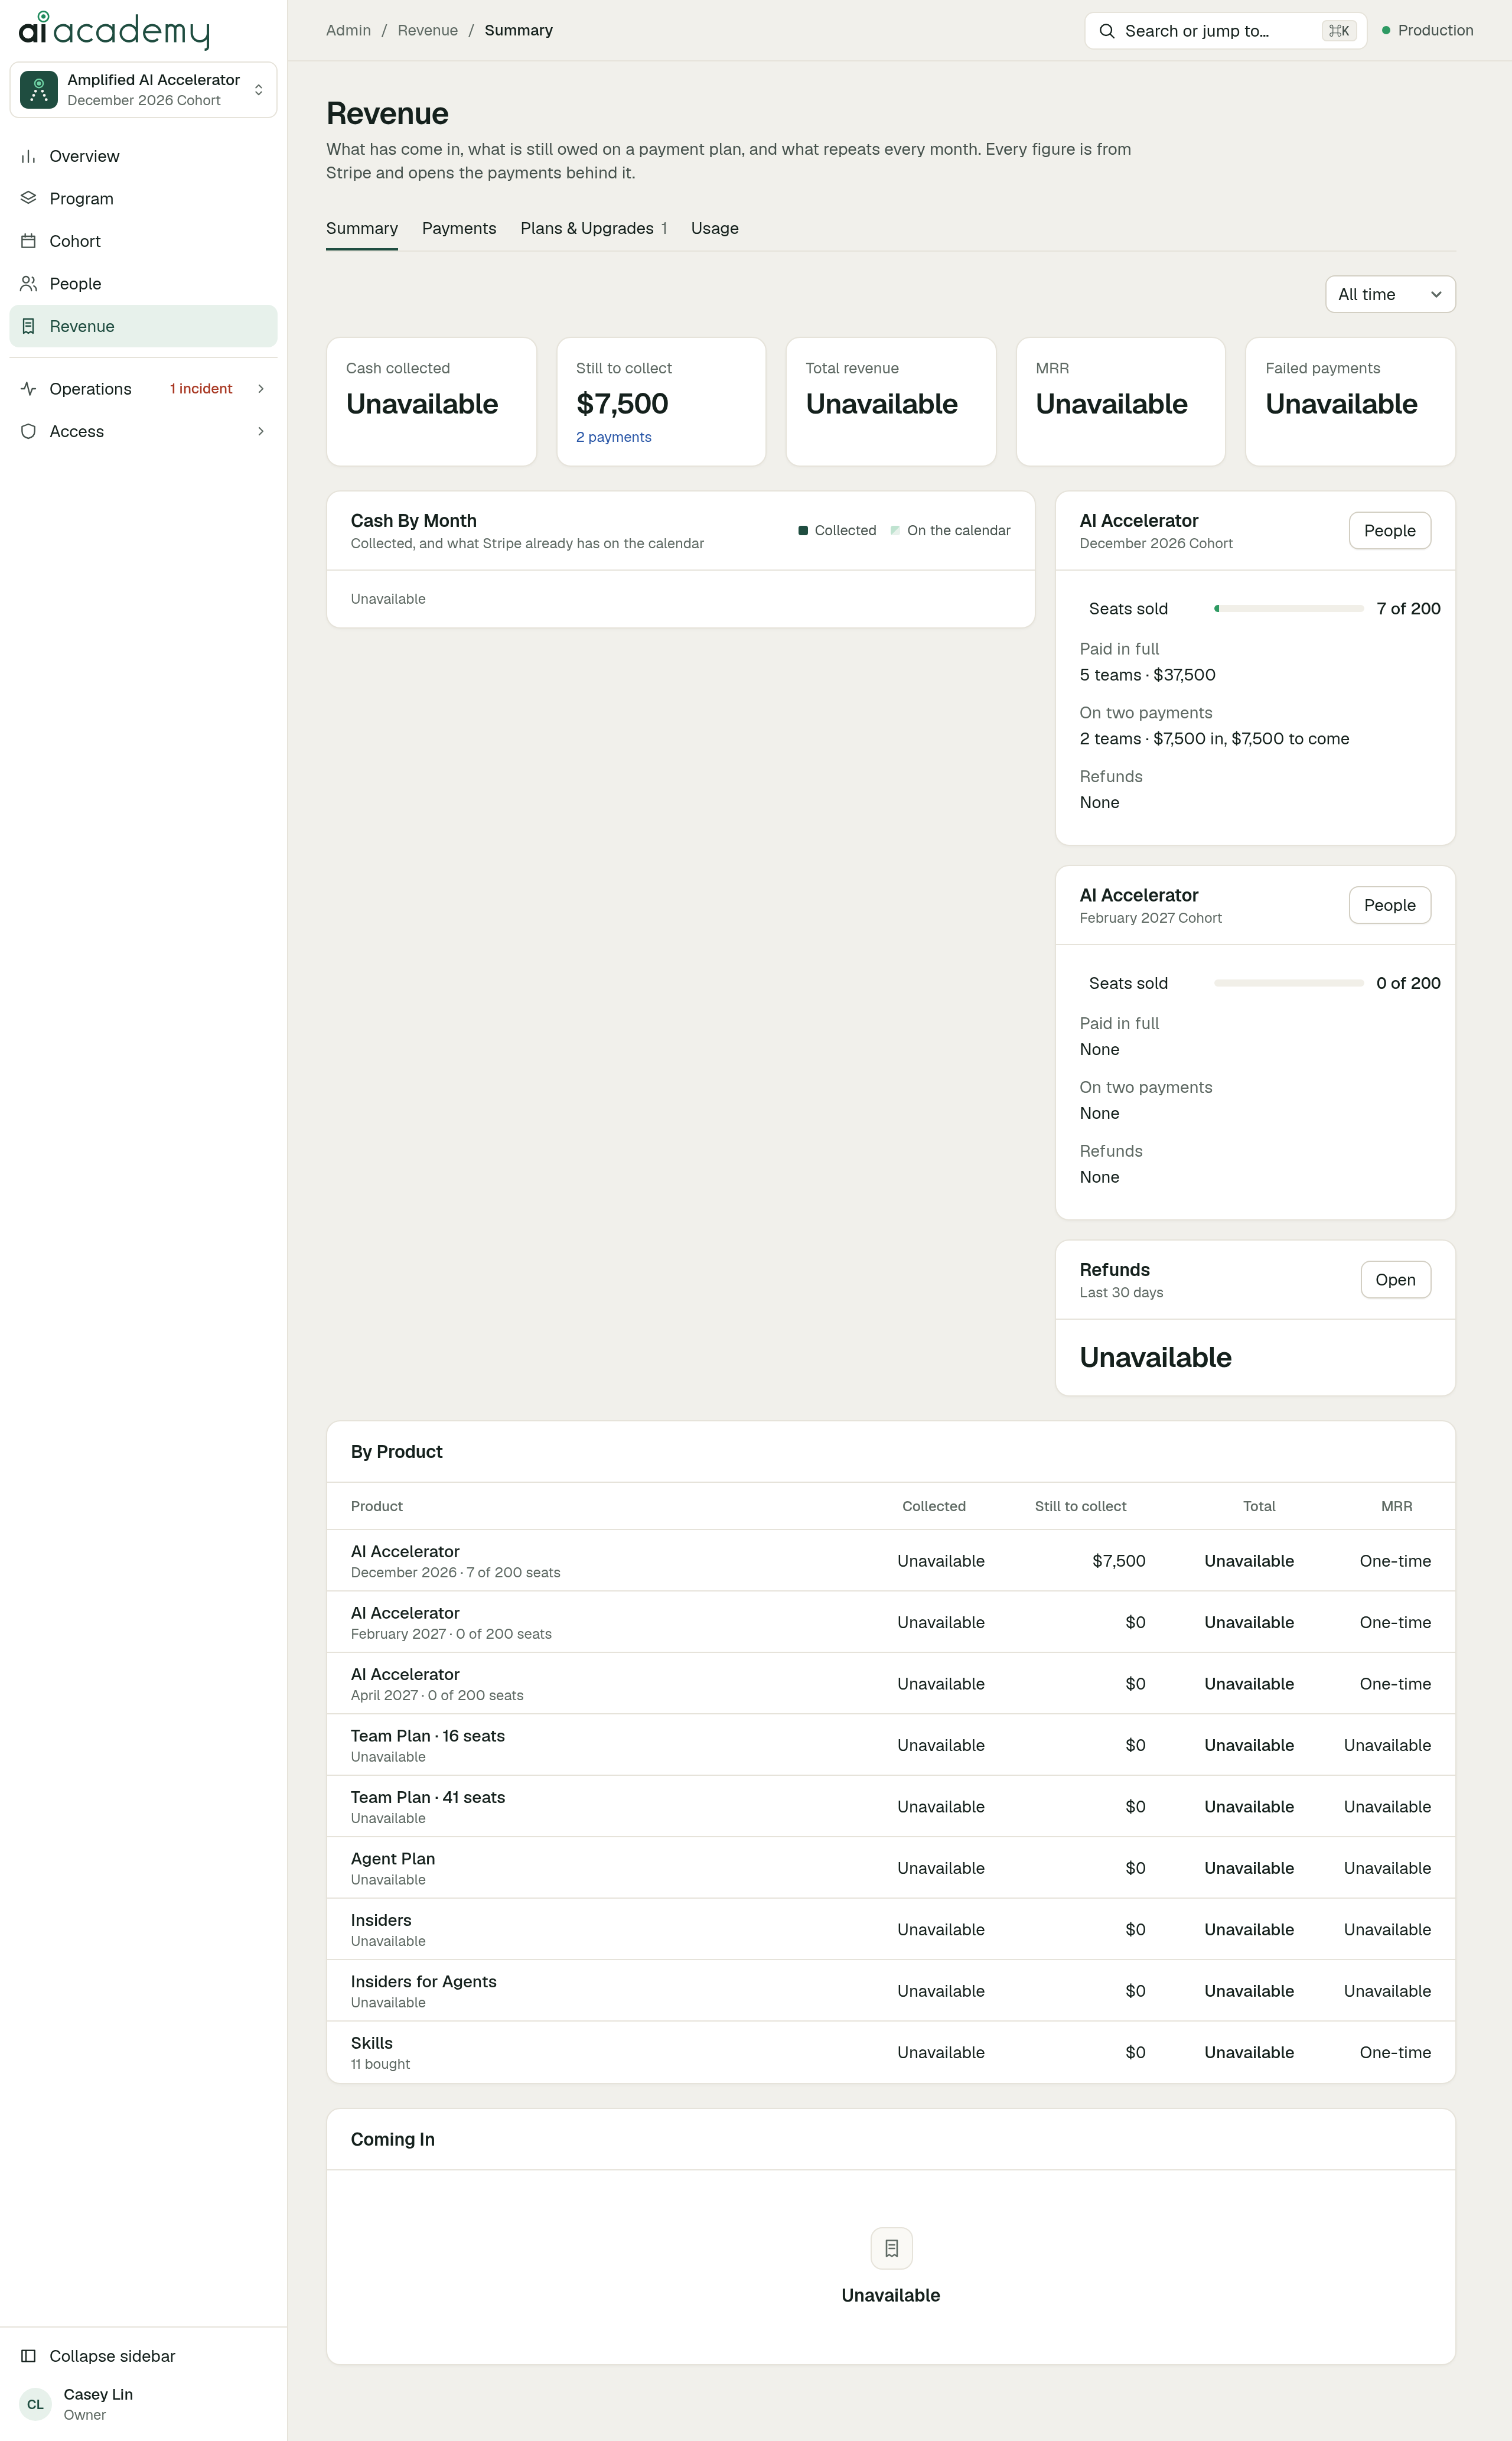 ai academy
Amplified AI Accelerator
December 2026 Cohort
Overview
Program
Cohort
People
Revenue
Operations 1 incident
Access
Collapse sidebar
CL
Casey Lin
Owner
Admin / Revenue / Summary
Search or jump to... ⌘K
Production
Revenue
What has come in, what is still owed on a payment plan, and what repeats every month. Every figure is from
Stripe and opens the payments behind it.
Summary Payments Plans & Upgrades 1 Usage
All time
Cash collected
Unavailable
Still to collect
$7,500
2 payments
Total revenue
Unavailable
MRR
Unavailable
Failed payments
Unavailable
Cash By Month
Collected, and what Stripe already has on the calendar
Collected On the calendar
Unavailable
AI Accelerator
December 2026 Cohort
People
Seats sold 7 of 200
Paid in full
5 teams · $37,500
On two payments
2 teams · $7,500 in, $7,500 to come
Refunds
None
AI Accelerator
February 2027 Cohort
People
Seats sold 0 of 200
Paid in full
None
On two payments
None
Refunds
None
Refunds
Last 30 days
Open
Unavailable
By Product
Product Collected Still to collect Total MRR
AI Accelerator
December 2026 · 7 of 200 seats
Unavailable $7,500 Unavailable One-time
AI Accelerator
February 2027 · 0 of 200 seats
Unavailable $0 Unavailable One-time
AI Accelerator
April 2027 · 0 of 200 seats
Unavailable $0 Unavailable One-time
Team Plan · 16 seats
Unavailable
Unavailable $0 Unavailable Unavailable
Team Plan · 41 seats
Unavailable
Unavailable $0 Unavailable Unavailable
Agent Plan
Unavailable
Unavailable $0 Unavailable Unavailable
Insiders
Unavailable
Unavailable $0 Unavailable Unavailable
Insiders for Agents
Unavailable
Unavailable $0 Unavailable Unavailable
Skills
11 bought
Unavailable $0 Unavailable One-time
Coming In
Unavailable